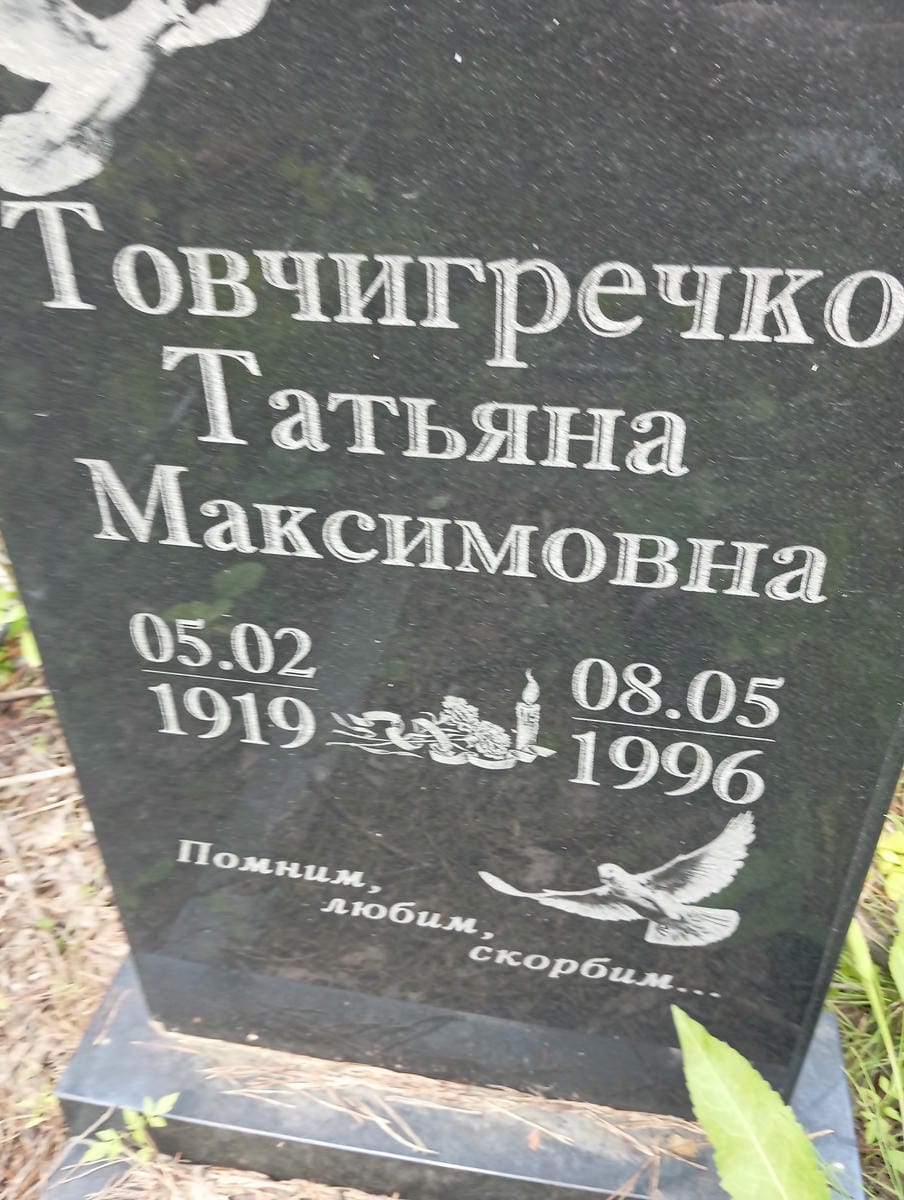 Товчигречко
Татьяна
Максимовна
05.02 08.05
1919 1996
Помним,
любим,
скорбим...